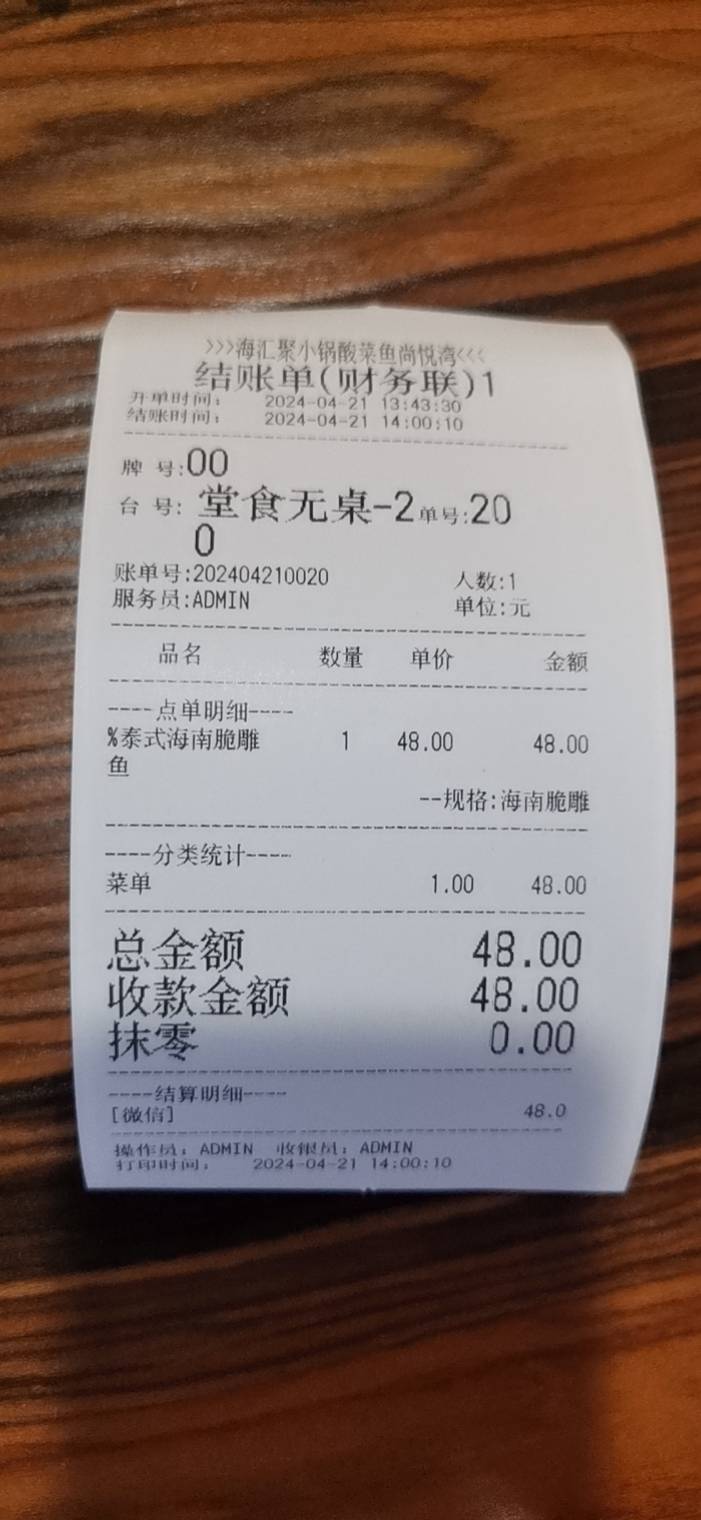 >>>海汇聚小锅酸菜鱼尚悦湾<<<
结账单(财务联)1
开单时间: 2024-04-21 13:43:30
结账时间: 2024-04-21 14:00:10
牌 号:00
台 号: 堂食无桌-2单号:20
0
账单号:202404210020 人数:1
服务员:ADMIN 单位:元
品名 数量 单价 金额
----点单明细----
%泰式海南脆雕 1 48.00 48.00
鱼
--规格:海南脆雕
----分类统计----
菜单 1.00 48.00
总金额 48.00
收款金额 48.00
抹零 0.00
----结算明细----
[微信] 48.0
操作员: ADMIN 收银员: ADMIN
打印时间: 2024-04-21 14:00:10